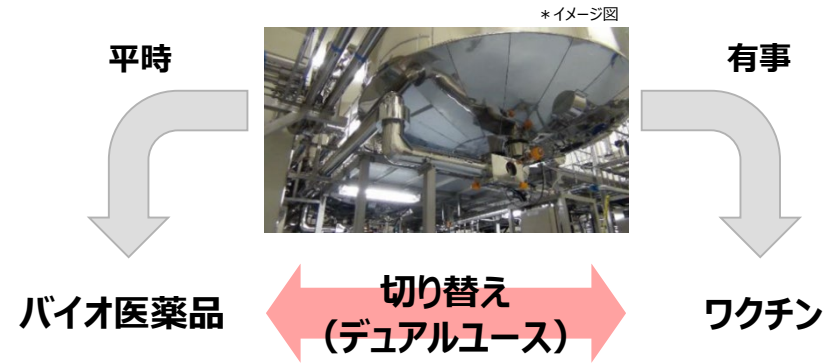 ＊イメージ図
平時
有事
バイオ医薬品
切り替え
（デュアルユース）
ワクチン